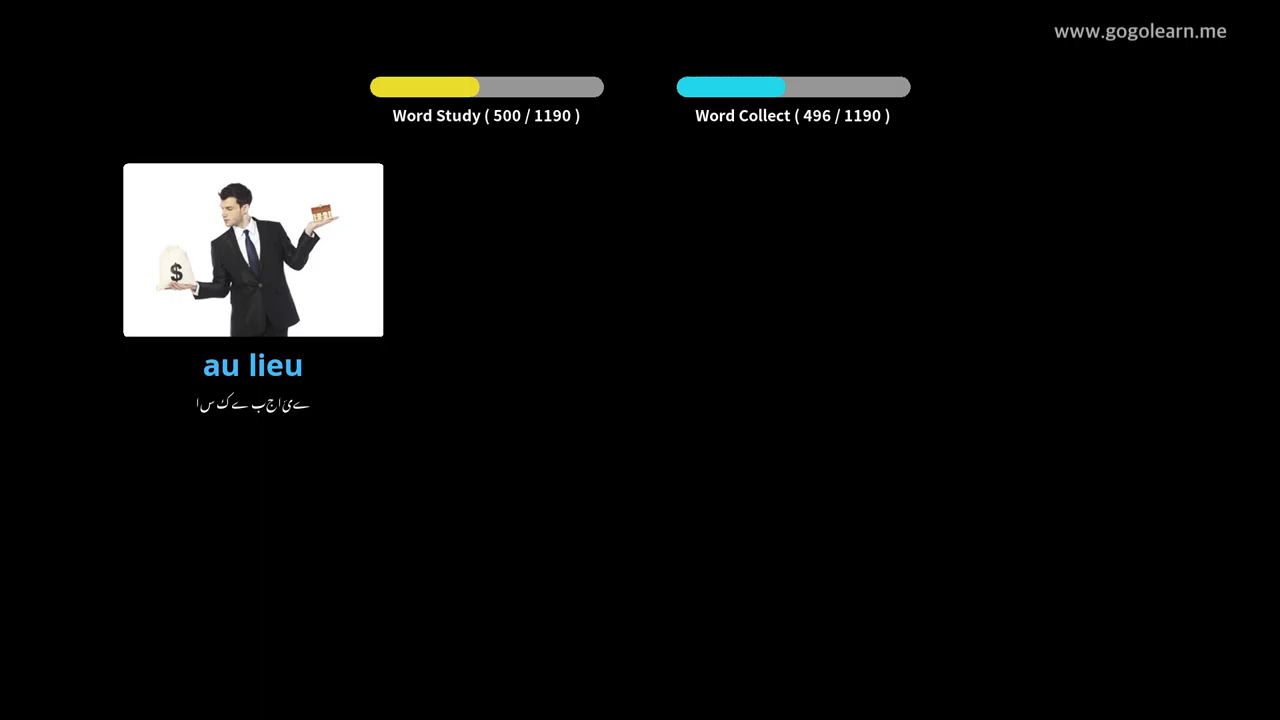 www.gogolearn.me
Word Study ( 500 / 1190 )
Word Collect ( 496 / 1190 )
$
au lieu
اس کے بجائے